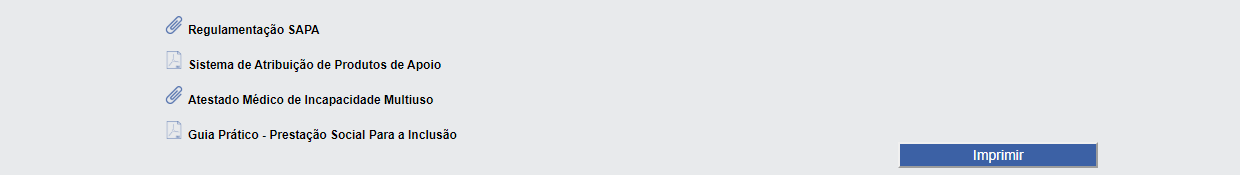 Regulamentação SAPA
Sistema de Atribuição de Produtos de Apoio
Atestado Médico de Incapacidade Multiuso
Guia Prático - Prestação Social Para a Inclusão
Imprimir